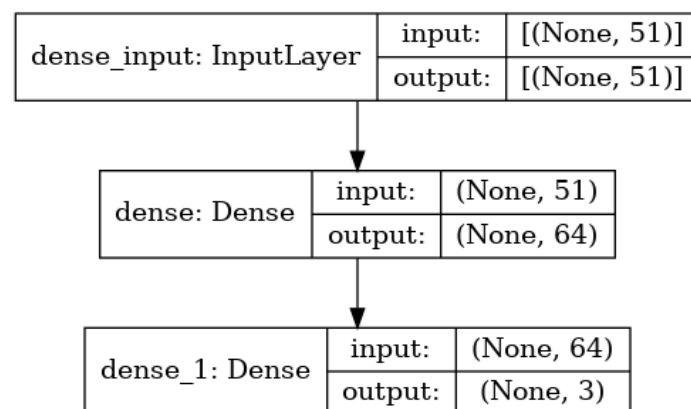 dense_input: InputLayer
input:
[(None, 51)]
output:
[(None, 51)]
dense: Dense
input:
(None, 51)
output:
(None, 64)
dense_1: Dense
input:
(None, 64)
output:
(None, 3)